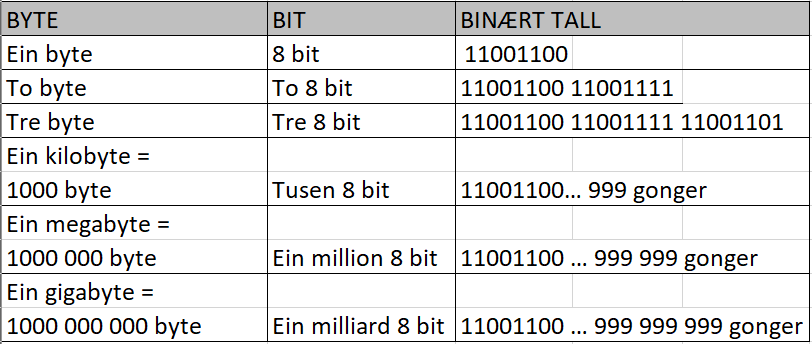 BYTE BIT BINÆRT TALL
Ein byte 8 bit 11001100
To byte To 8 bit 11001100 11001111
Tre byte Tre 8 bit 11001100 11001111 11001101
Ein kilobyte =
1000 byte Tusen 8 bit 11001100... 999 gonger
Ein megabyte =
1000 000 byte Ein million 8 bit 11001100 ... 999 999 gonger
Ein gigabyte =
1000 000 000 byte Ein milliard 8 bit 11001100 ... 999 999 999 gonger